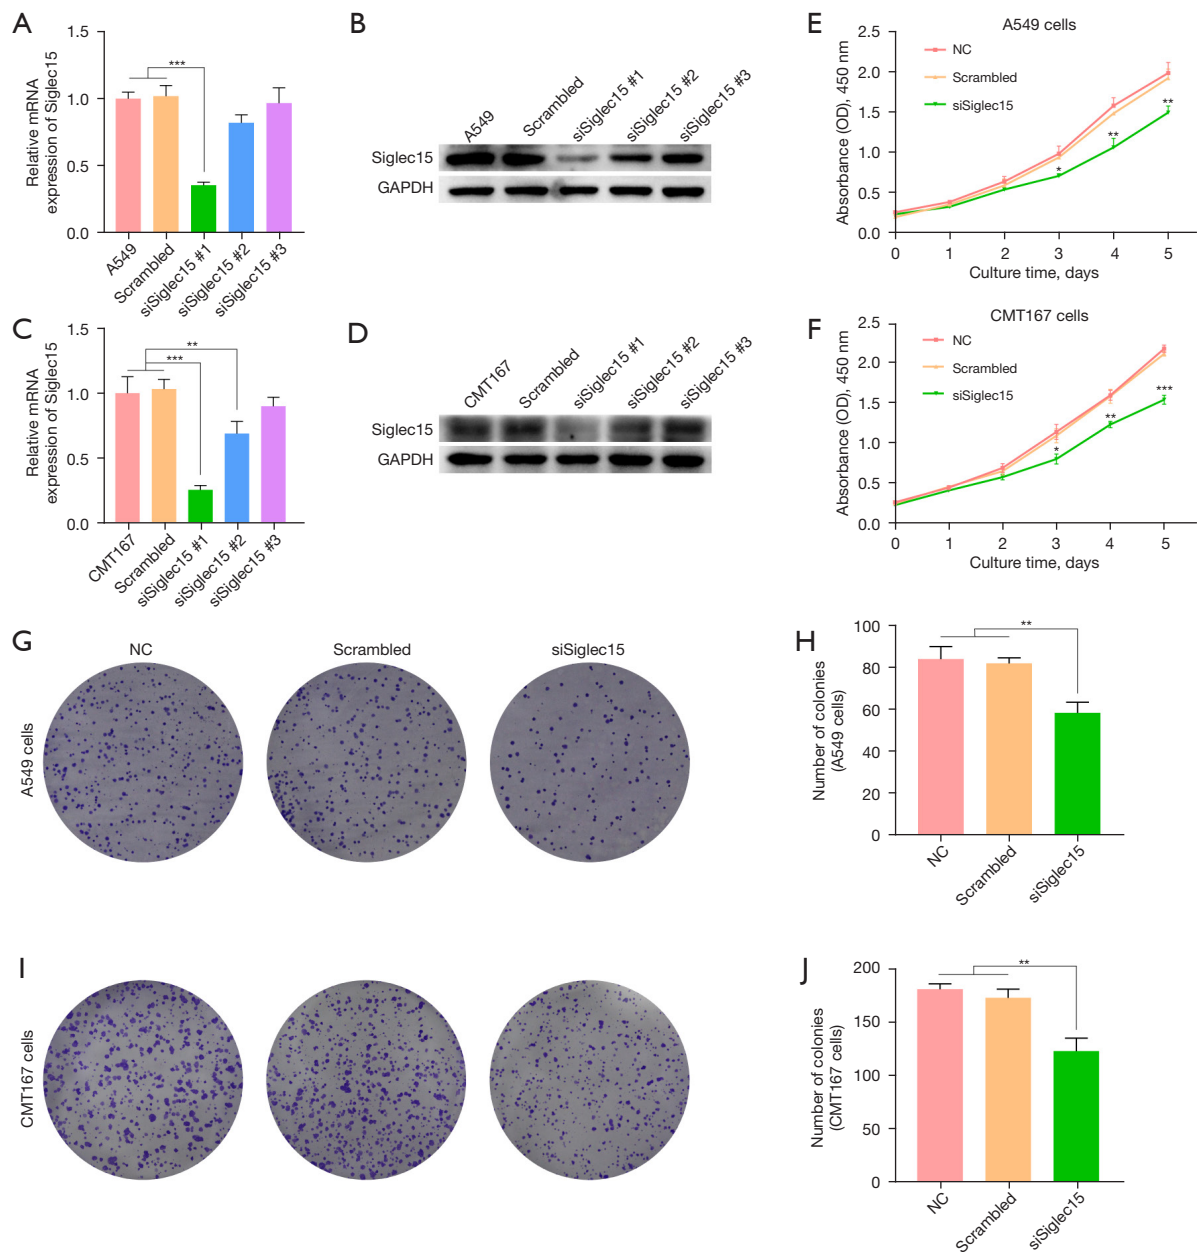 A
Relative mRNA
expression of Siglec15
1.5
1.0
0.5
0.0
***
A549
Scrambled
siSiglec15 #1
siSiglec15 #2
siSiglec15 #3
B
A549
Scrambled
siSiglec15 #1
siSiglec15 #2
siSiglec15 #3
Siglec15
GAPDH
E
A549 cells
Absorbance (OD), 450 nm
2.5
2.0
1.5
1.0
0.5
0.0
NC
Scrambled
siSiglec15
*
**
**
0 1 2 3 4 5
Culture time, days
C
Relative mRNA
expression of Siglec15
1.5
1.0
0.5
0.0
**
***
CMT167
Scrambled
siSiglec15 #1
siSiglec15 #2
siSiglec15 #3
D
CMT167
Scrambled
siSiglec15 #1
siSiglec15 #2
siSiglec15 #3
Siglec15
GAPDH
F
CMT167 cells
Absorbance (OD), 450 nm
2.5
2.0
1.5
1.0
0.5
0.0
NC
Scrambled
siSiglec15
*
**
***
0 1 2 3 4 5
Culture time, days
G
NC
Scrambled
siSiglec15
A549 cells
H
Number of colonies
(A549 cells)
100
80
60
40
20
0
**
NC
Scrambled
siSiglec15
I
CMT167 cells
J
Number of colonies
(CMT167 cells)
200
150
100
50
0
**
NC
Scrambled
siSiglec15